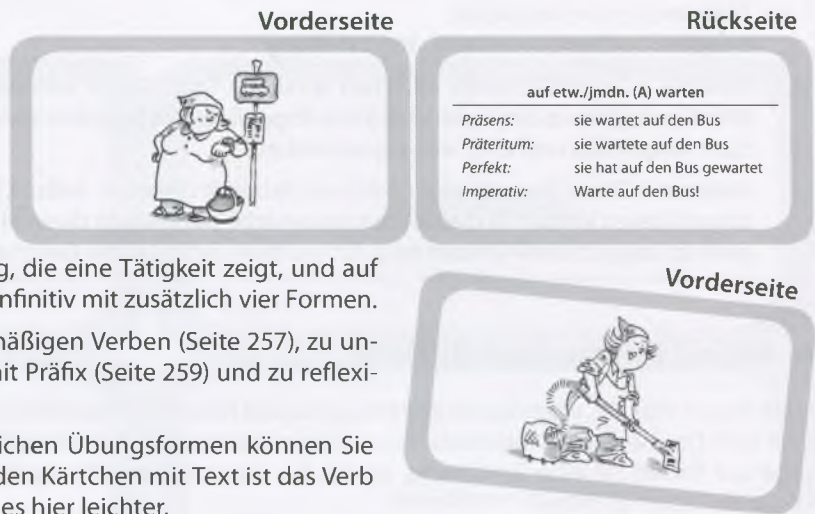 Vorderseite
Rückseite
auf etw./jmdn. (A) warten
Präsens: sie wartet auf den Bus
Präteritum: sie wartete auf den Bus
Perfekt: sie hat auf den Bus gewartet
Imperativ: Warte auf den Bus!
g, die eine Tätigkeit zeigt, und auf
nfinitiv mit zusätzlich vier Formen.
mäßigen Verben (Seite 257), zu un-
it Präfix (Seite 259) und zu reflexi-
lichen Übungsformen können Sie
den Kärtchen mit Text ist das Verb
es hier leichter.
Vorderseite